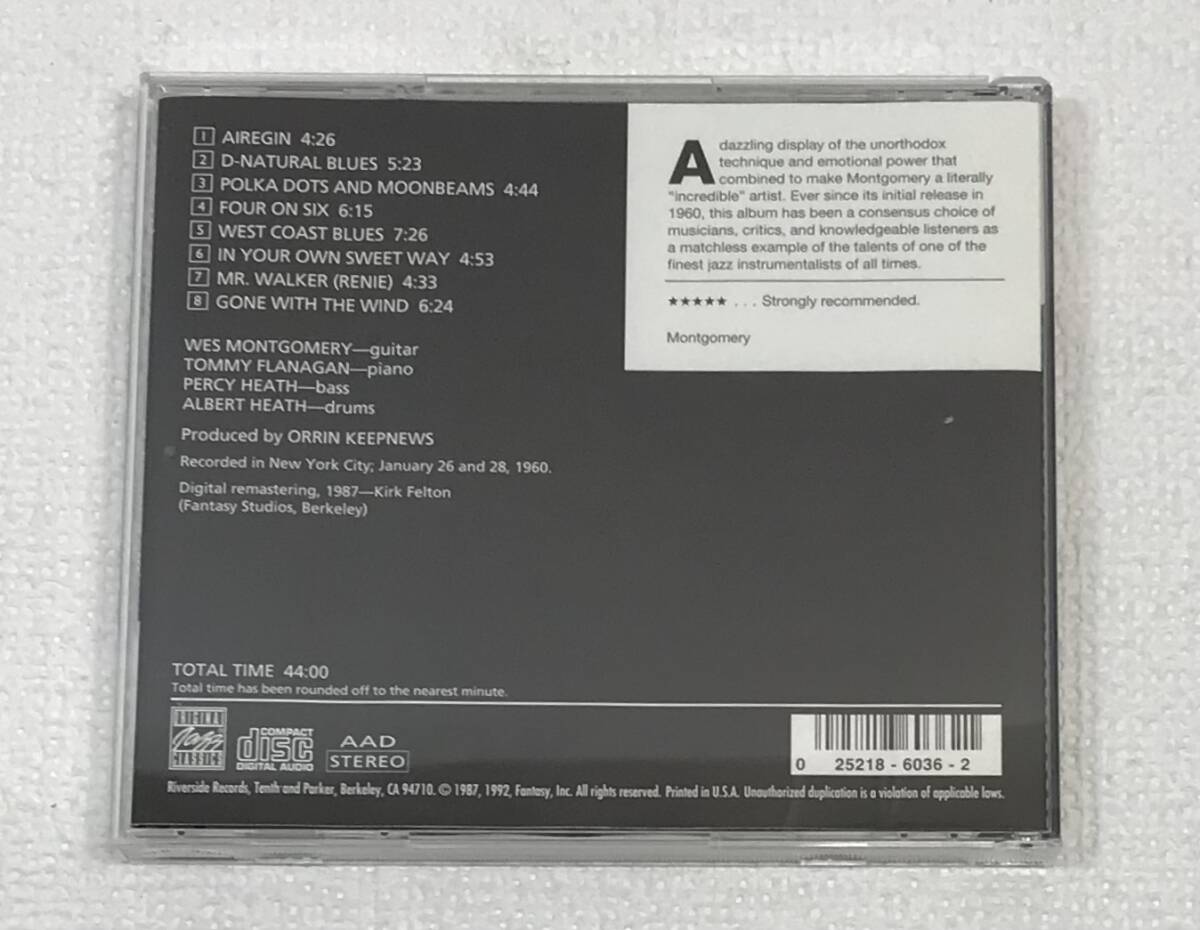 1 AIREGIN 4:26
2 D-NATURAL BLUES 5:23
3 POLKA DOTS AND MOONBEAMS 4:44
4 FOUR ON SIX 6:15
5 WEST COAST BLUES 7:26
6 IN YOUR OWN SWEET WAY 4:53
7 MR. WALKER (RENIE) 4:33
8 GONE WITH THE WIND 6:24
WES MONTGOMERY—guitar
TOMMY FLANAGAN—piano
PERCY HEATH—bass
ALBERT HEATH—drums
Produced by ORRIN KEEPNEWS
Recorded in New York City; January 26 and 28, 1960.
Digital remastering, 1987—Kirk Felton
(Fantasy Studios, Berkeley)
A dazzling display of the unorthodox
technique and emotional power that
combined to make Montgomery a literally
"incredible" artist. Ever since its initial release in
1960, this album has been a consensus choice of
musicians, critics, and knowledgeable listeners as
a matchless example of the talents of one of the
finest jazz instrumentalists of all times.
★★★★★ . . . Strongly recommended.
Montgomery
TOTAL TIME 44:00
Total time has been rounded off to the nearest minute.
ORIGINAL
Jazz
CLASSICS
COMPACT
disc
DIGITAL AUDIO
AAD
STEREO
0 25218 - 6036 - 2
Riverside Records, Tenth and Parker, Berkeley, CA 94710. © 1987, 1992, Fantasy, Inc. All rights reserved. Printed in U.S.A. Unauthorized duplication is a violation of applicable laws.